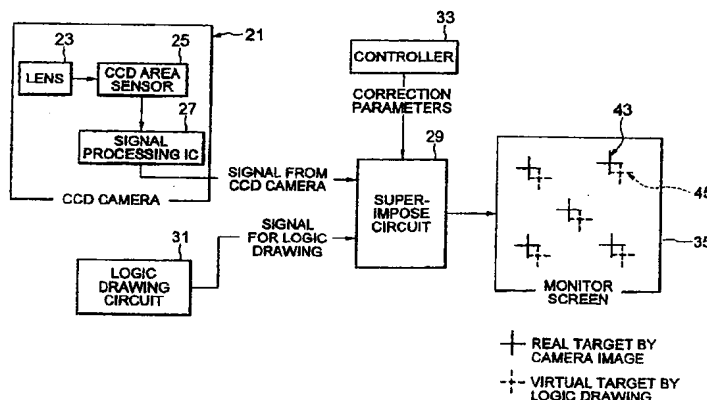 21
23
25
LENS
CCD AREA
SENSOR
27
SIGNAL
PROCESSING IC
CCD CAMERA
33
CONTROLLER
CORRECTION
PARAMETERS
29
SIGNAL FROM
CCD CAMERA
SUPER-
IMPOSE
CIRCUIT
SIGNAL
FOR LOGIC
DRAWING
31
LOGIC
DRAWING
CIRCUIT
43
45
35
MONITOR
SCREEN
REAL TARGET BY
CAMERA IMAGE
VIRTUAL TARGET BY
LOGIC DRAWING